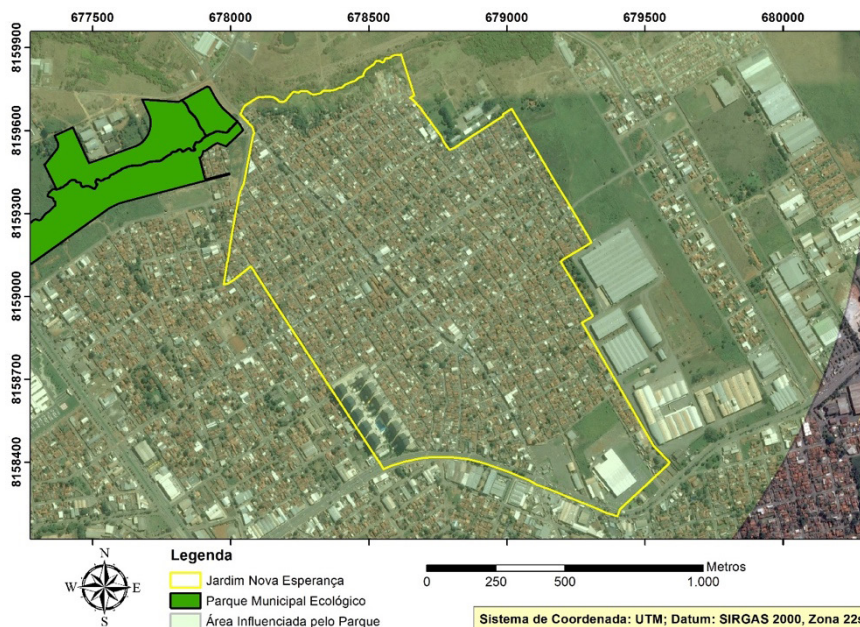 677500 678000 678500 679000 679500 680000
8159900
8159600
8159300
8159000
8158700
8158400
Legenda
Jardim Nova Esperança
Parque Municipal Ecológico
Área Influenciada pelo Parque
N
W E
S
Metros
0 250 500 1.000
Sistema de Coordenada: UTM; Datum: SIRGAS 2000, Zona 22s